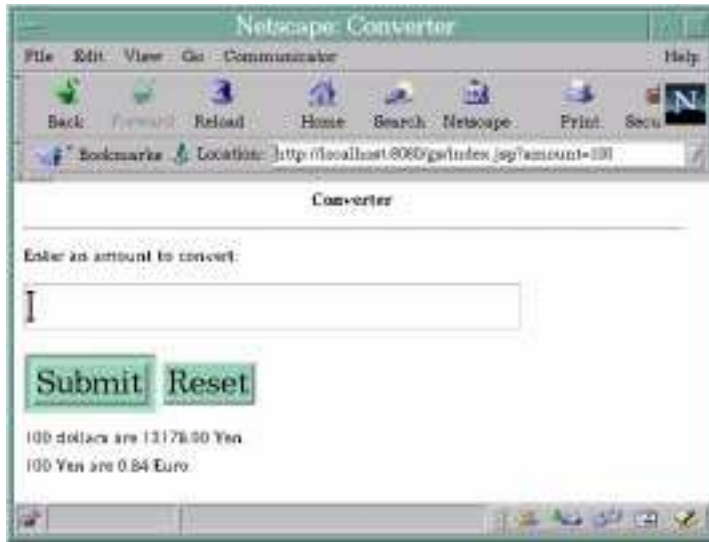 Netscape: Converter
File Edit View Go Communicator Help
Back Forward Reload Home Search Netscape Print Secu
N
Bookmarks Location: http://localhost:8080/gs/index.jsp?amount=100
Converter
Enter an amount to convert:
Submit Reset
100 dollars are 12178.00 Yen
100 Yen are 0.84 Euro